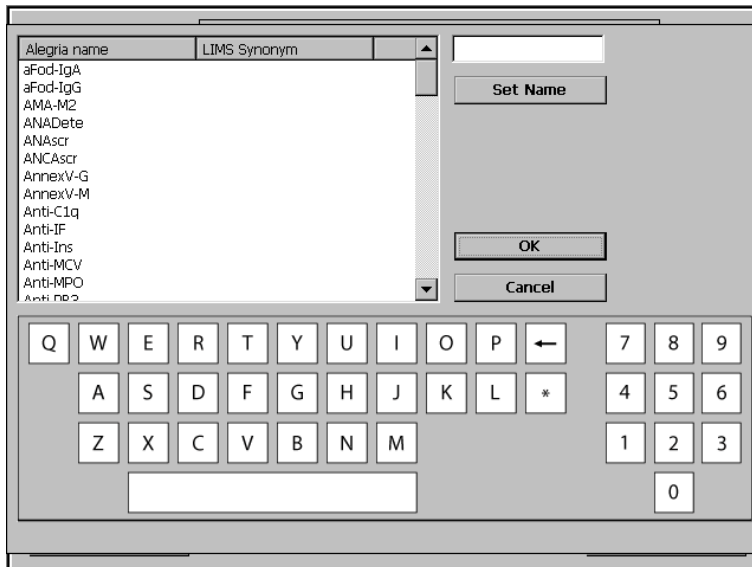 Alegria name LIMS Synonym
aFod-IgA
aFod-IgG
AMA-M2
ANADete
ANAscr
ANCAscr
AnnexV-G
AnnexV-M
Anti-C1q
Anti-IF
Anti-Ins
Anti-MCV
Anti-MPO
Anti-PR3
Set Name
OK
Cancel
Q W E R T Y U I O P ← 7 8 9
A S D F G H J K L * 4 5 6
Z X C V B N M 1 2 3
0